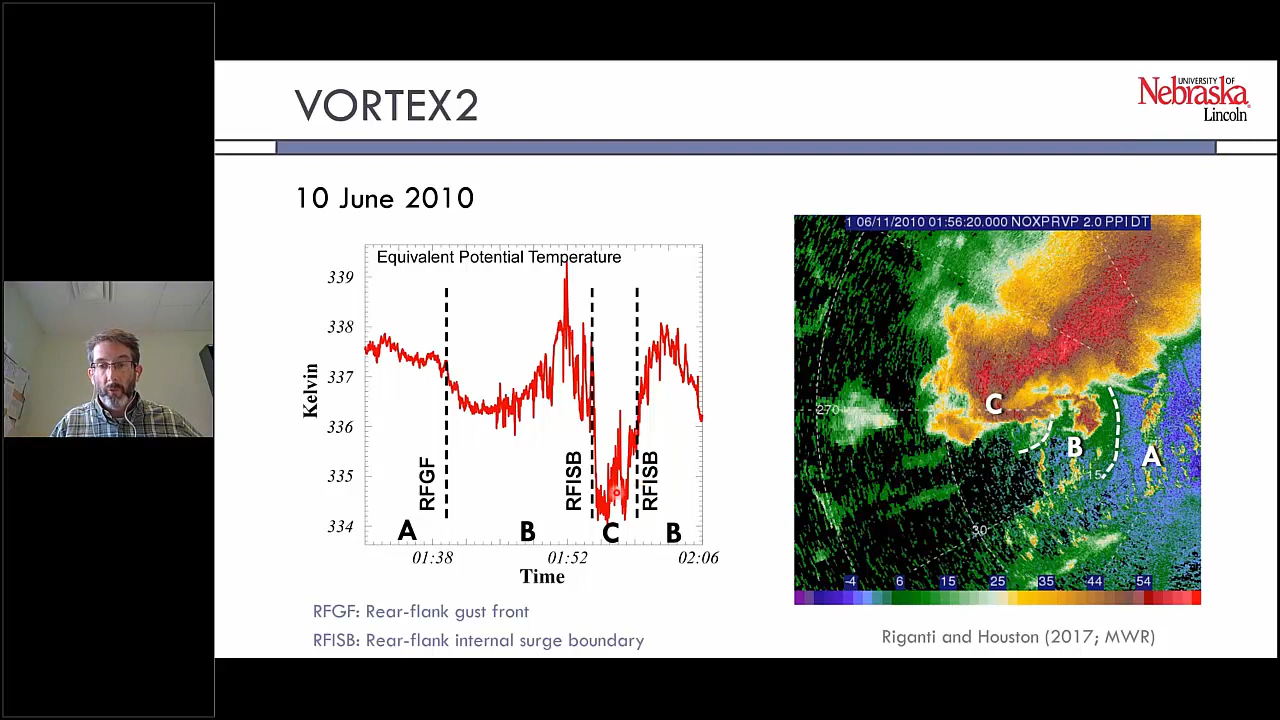 VORTEX2
UNIVERSITY OF
Nebraska
Lincoln
10 June 2010
Equivalent Potential Temperature
339
338
337
336
335
334
Kelvin
RFGF
RFISB
RFISB
A
B
C
B
01:38
01:52
02:06
Time
RFGF: Rear-flank gust front
RFISB: Rear-flank internal surge boundary
1 06/11/2010 01:56:20.000 NOXPRVP 2.0 PPI DT
270
C
B
A
15
30
-4 6 15 25 35 44 54
Riganti and Houston (2017; MWR)